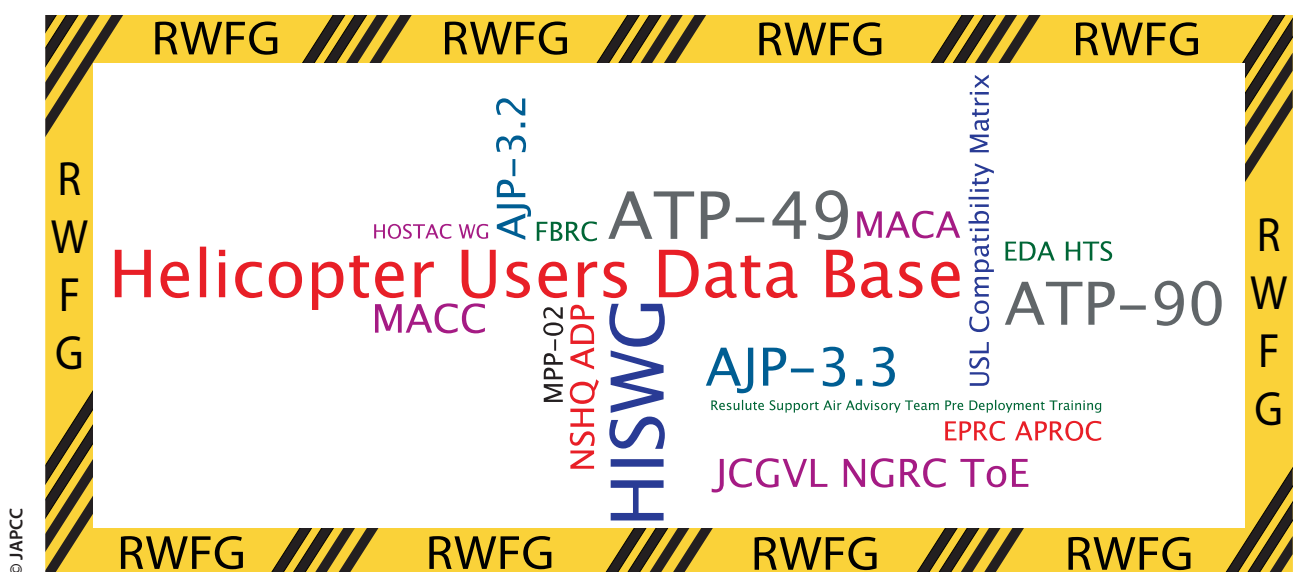 RWFG RWFG RWFG RWFG
RWFG
AJP-3.2
HOSTAC WG
FBRC
ATP-49
MACA
USL Compatibility Matrix
EDA HTS
Helicopter Users Data Base
ATP-90
MACC
MPP-02
NSHQ ADP
HISWG
AJP-3.3
Resulute Support Air Advisory Team Pre Deployment Training
EPRC APROC
JCGVL NGRC ToE
RWFG
RWFG RWFG RWFG RWFG
© JAPCC